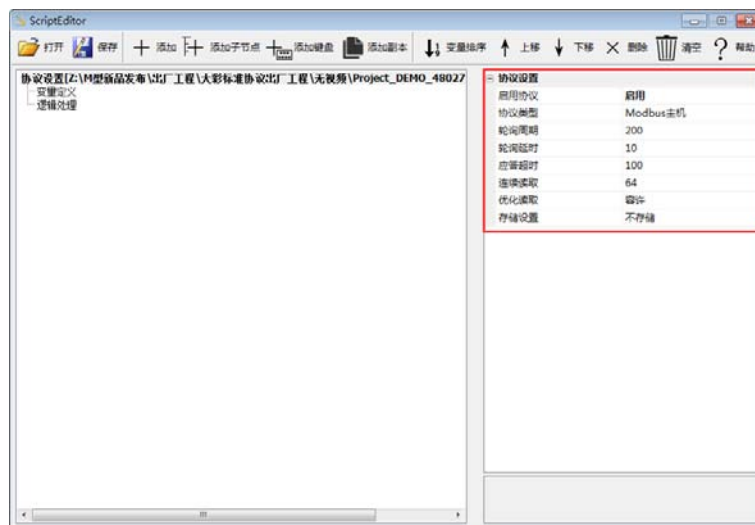 ScriptEditor
打开 保存 添加 添加子节点 添加键盘 添加副本 变量排序 上移 下移 删除 清空 帮助
协议设置[Z:\M型新品发布\出厂工程\大彩标准协议出厂工程\无视频\Project_DEMO_48027
变量定义
逻辑处理
协议设置
启用协议 启用
协议类型 Modbus主机
轮询周期 200
轮询延时 10
应答超时 100
连续读取 64
优化读取 容许
存储设置 不存储